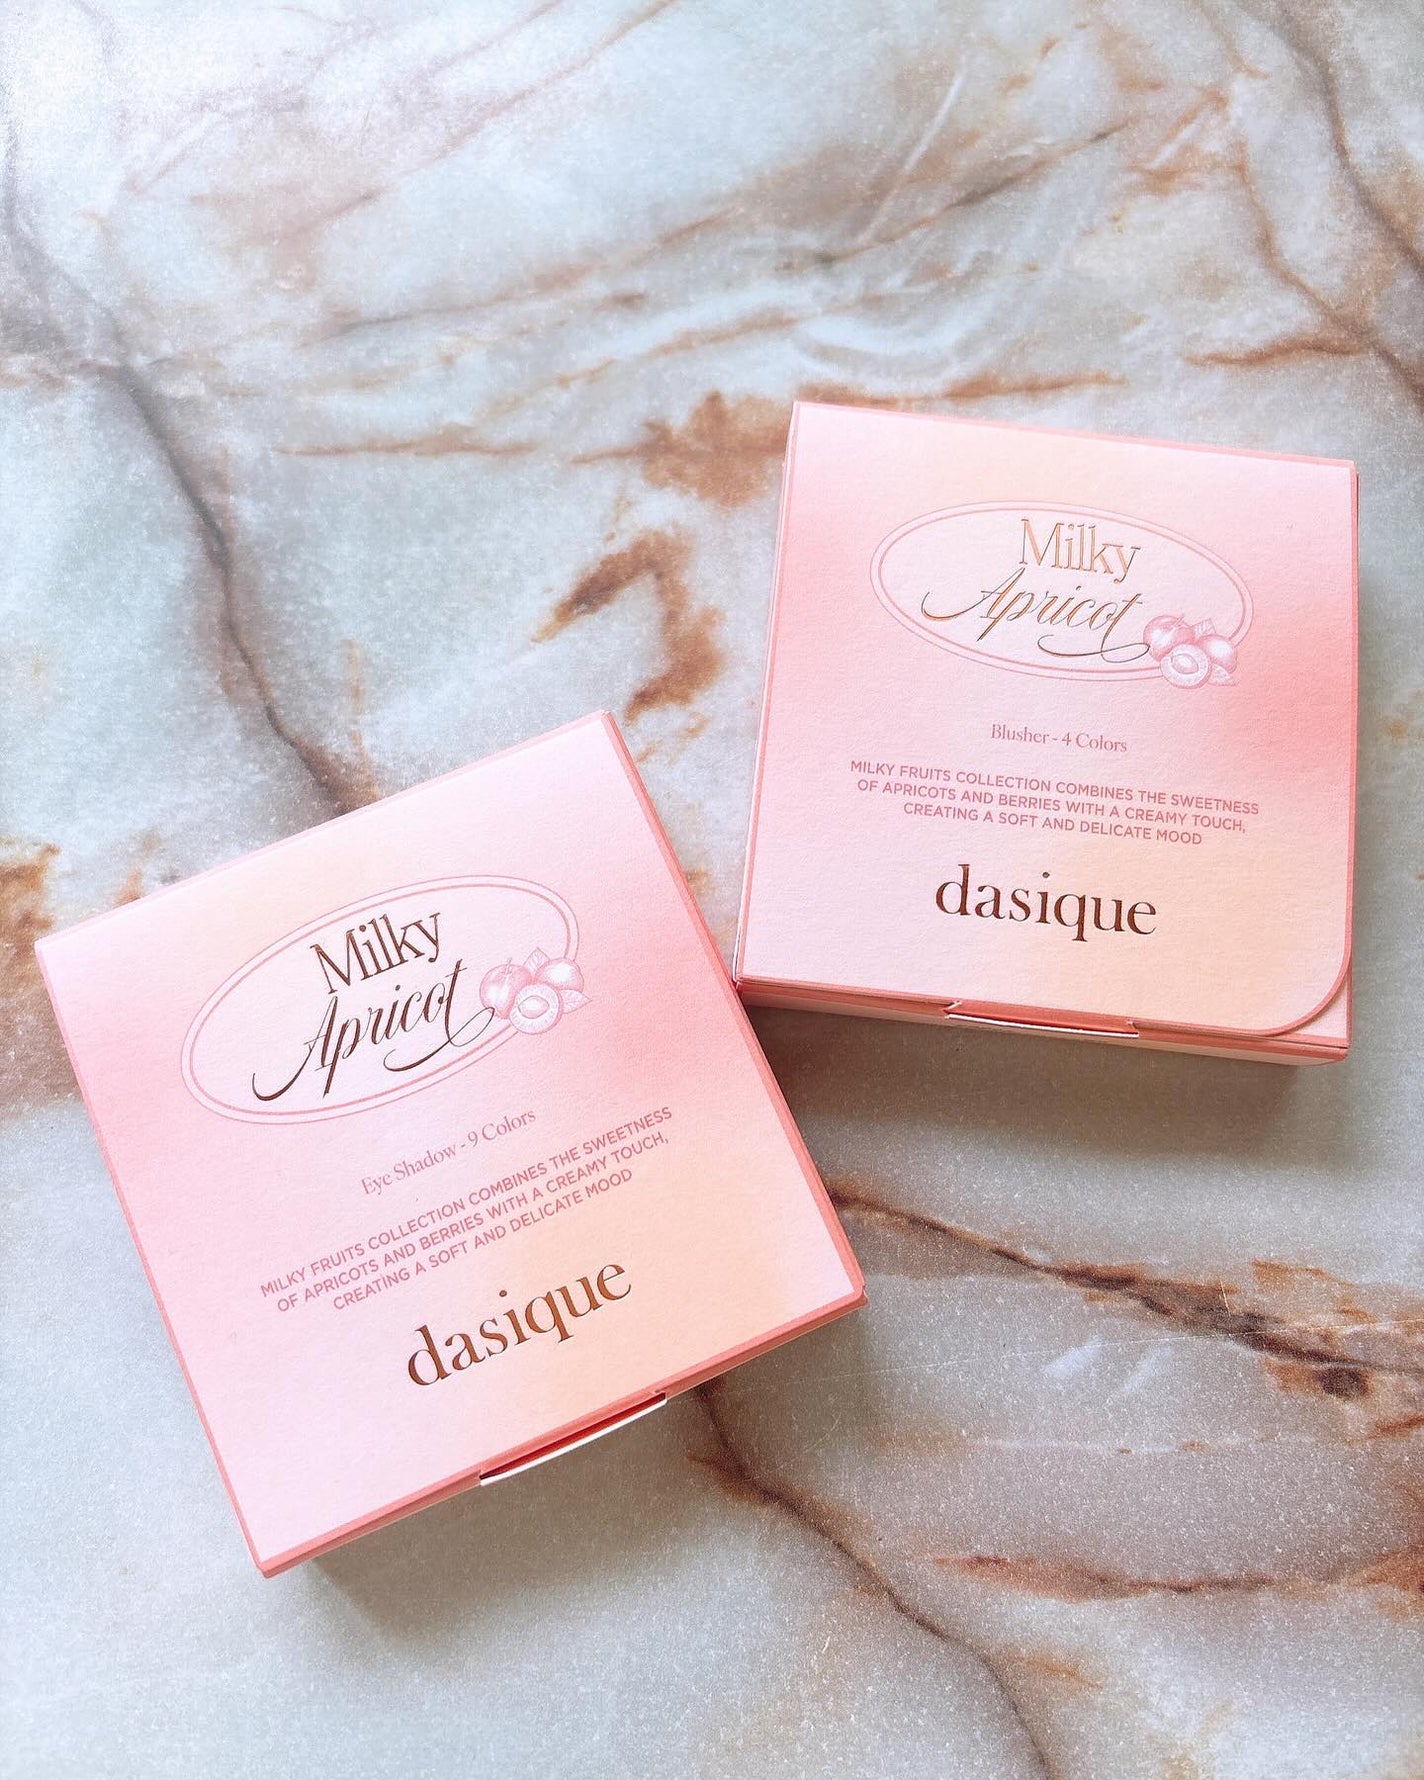 Milky
Apricot
Eye Shadow - 9 Colors
MILKY FRUITS COLLECTION COMBINES THE SWEETNESS
OF APRICOTS AND BERRIES WITH A CREAMY TOUCH,
CREATING A SOFT AND DELICATE MOOD
dasique
Milky
Apricot
Blusher - 4 Colors
MILKY FRUITS COLLECTION COMBINES THE SWEETNESS
OF APRICOTS AND BERRIES WITH A CREAMY TOUCH,
CREATING A SOFT AND DELICATE MOOD
dasique